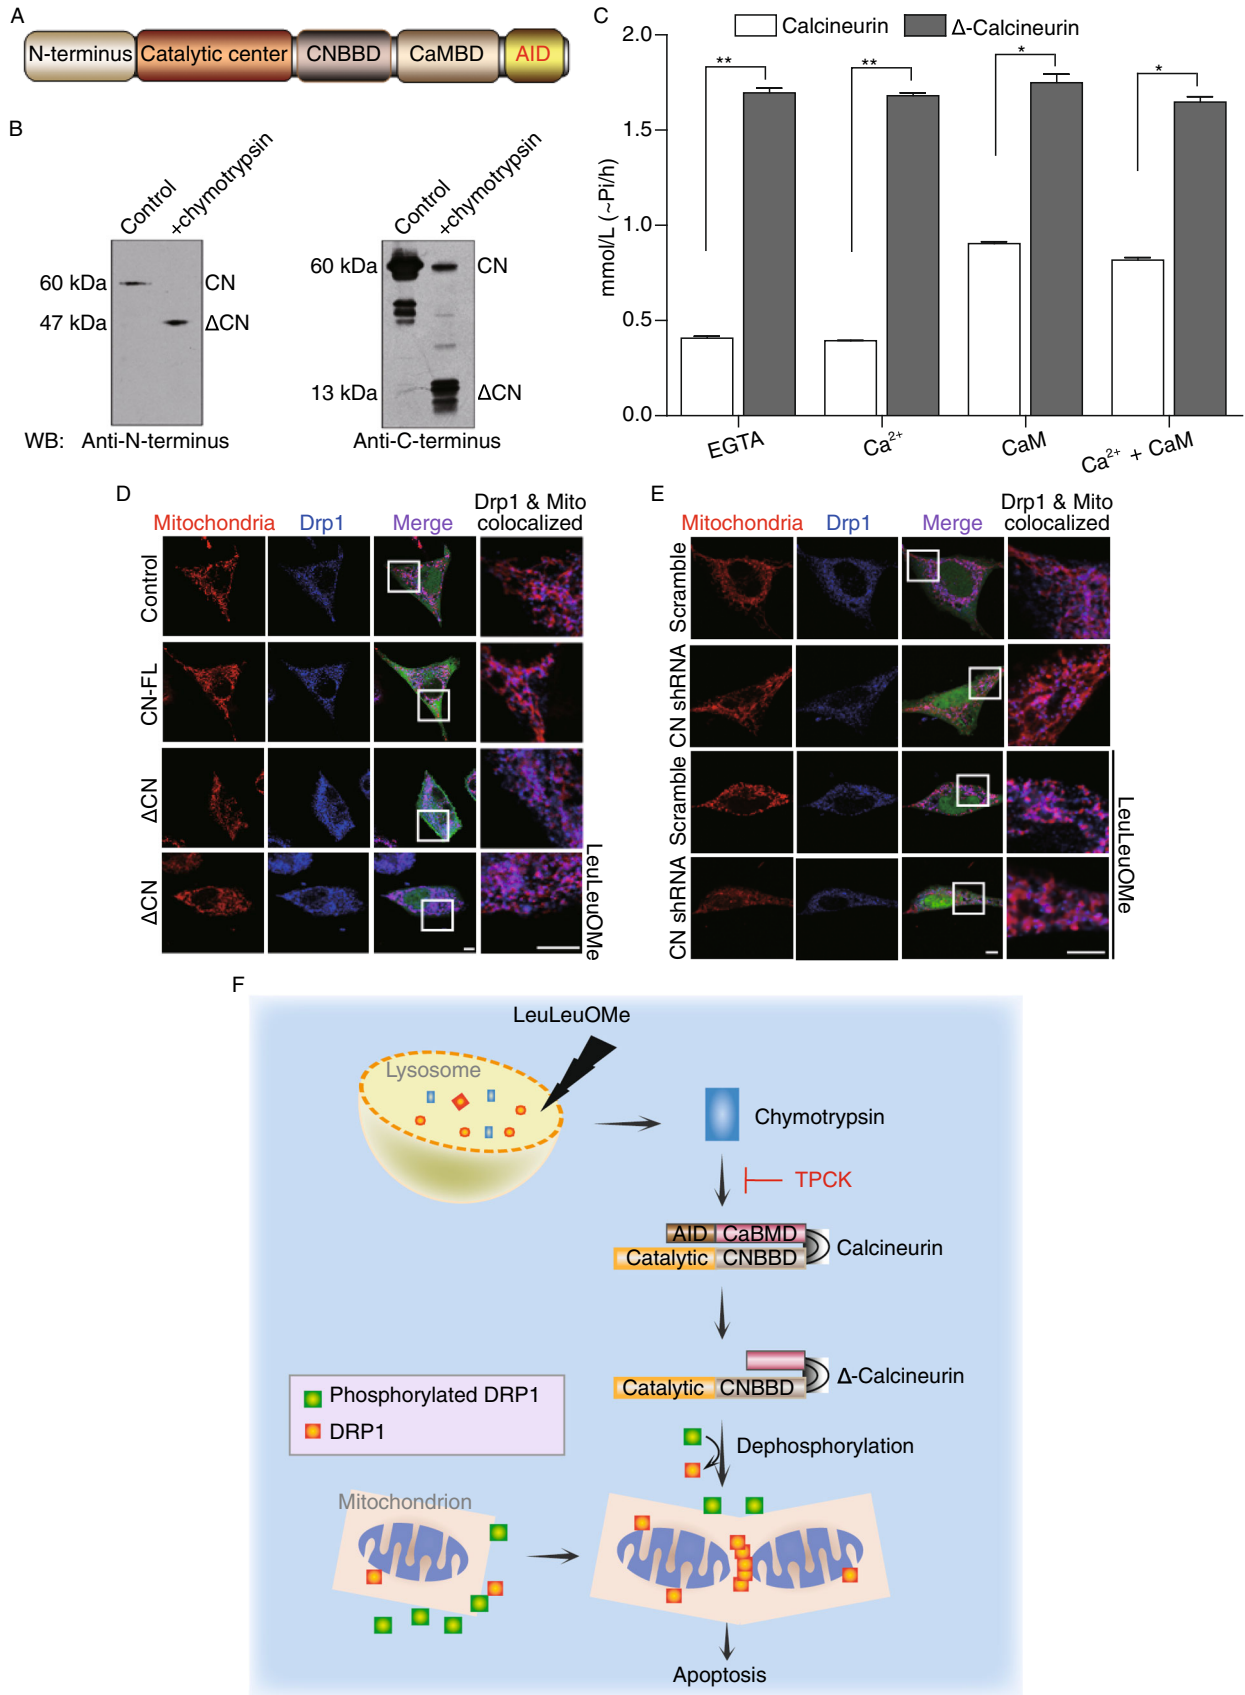 A
N-terminus Catalytic center CNBBD CaMBD AID
B
Control
+chymotrypsin
60 kDa
CN
47 kDa
ΔCN
Control
+chymotrypsin
60 kDa
CN
13 kDa
ΔCN
WB: Anti-N-terminus
Anti-C-terminus
C
Calcineurin
Δ-Calcineurin
mmol/L (~Pi/h)
2.0
1.5
1.0
0.5
0.0
**
**
*
*
EGTA
Ca2+
CaM
Ca2+ + CaM
D
Mitochondria Drp1 Merge Drp1 & Mito
colocalized
Control
CN-FL
ΔCN
ΔCN
LeuLeuOMe
E
Mitochondria Drp1 Merge Drp1 & Mito
colocalized
Scramble
CN shRNA
Scramble
CN shRNA
LeuLeuOMe
F
LeuLeuOMe
Lysosome
Chymotrypsin
TPCK
AID CaBMD
Catalytic CNBBD
Calcineurin
Catalytic CNBBD
Δ-Calcineurin
Phosphorylated DRP1
DRP1
Dephosphorylation
Mitochondrion
Apoptosis